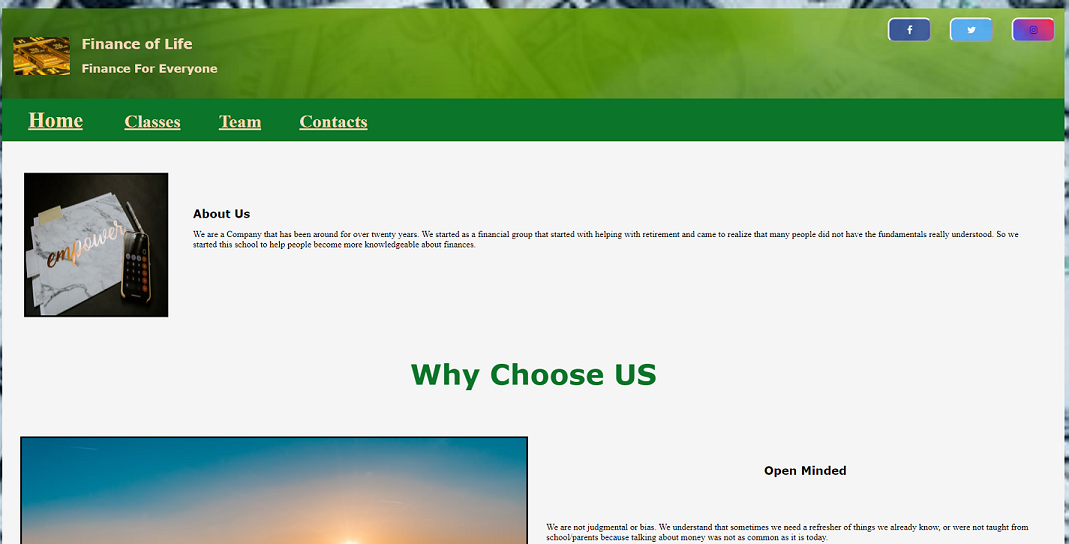 Finance of Life
Finance For Everyone
Home Classes Team Contacts
empower
About Us
We are a Company that has been around for over twenty years. We started as a financial group that started with helping with retirement and came to realize that many people did not have the fundamentals really understood. So we
started this school to help people become more knowledgeable about finances.
Why Choose US
Open Minded
We are not judgmental or bias. We understand that sometimes we need a refresher of things we already know, or were not taught from
school/parents because talking about money was not as common as it is today.